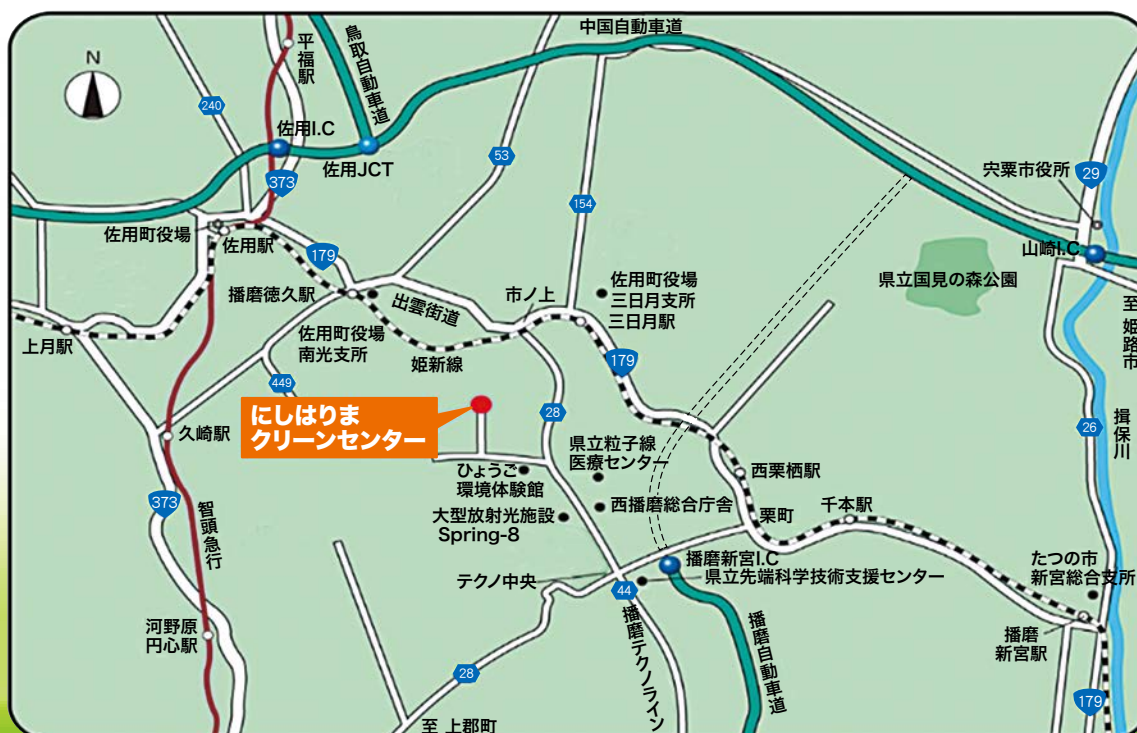 中国自動車道
鳥取自動車道
平福駅
N
240
佐用I.C
佐用JCT
53
373
29
宍粟市役所
154
佐用町役場
佐用駅
179
山崎I.C
県立国見の森公園
播磨徳久駅
出雲街道
市ノ上
佐用町役場
三日月支所
三日月駅
至 姫路市
上月駅
佐用町役場
南光支所
姫新線
179
449
にしはりま
クリーンセンター
28
26
揖保川
久崎駅
県立粒子線
医療センター
ひょうご
環境体験館
西栗栖駅
373
智頭急行
大型放射光施設
Spring-8
西播磨総合庁舎
栗町
千本駅
播磨新宮I.C
たつの市
新宮総合支所
テクノ中央
県立先端科学技術支援センター
44
播磨テクノライン
播磨自動車道
河野原
円心駅
播磨
新宮駅
28
179
至 上郡町